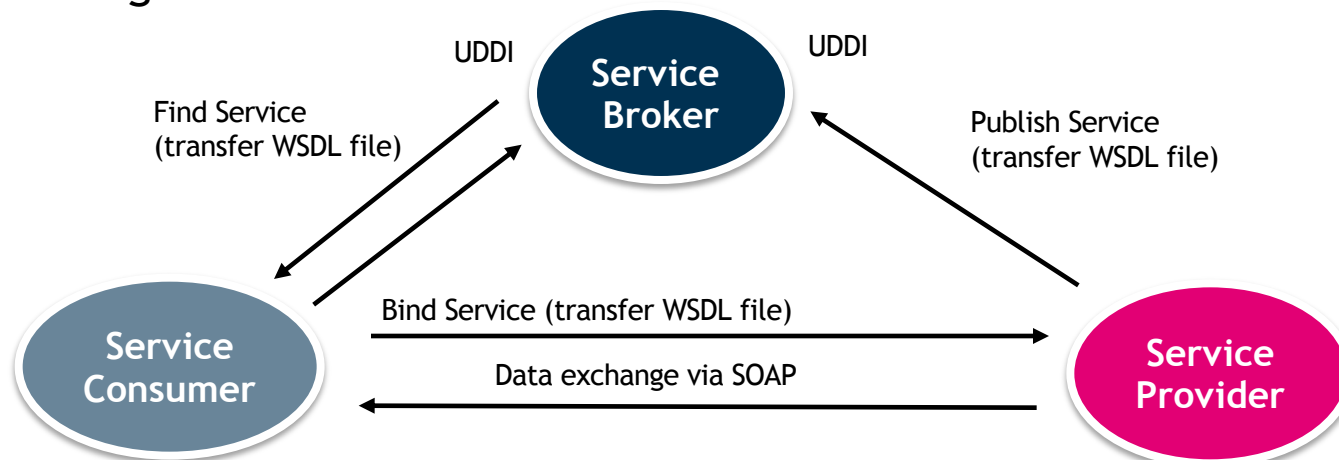 UDDI
UDDI
Service
Broker
Find Service
(transfer WSDL file)
Publish Service
(transfer WSDL file)
Bind Service (transfer WSDL file)
Data exchange via SOAP
Service
Consumer
Service
Provider